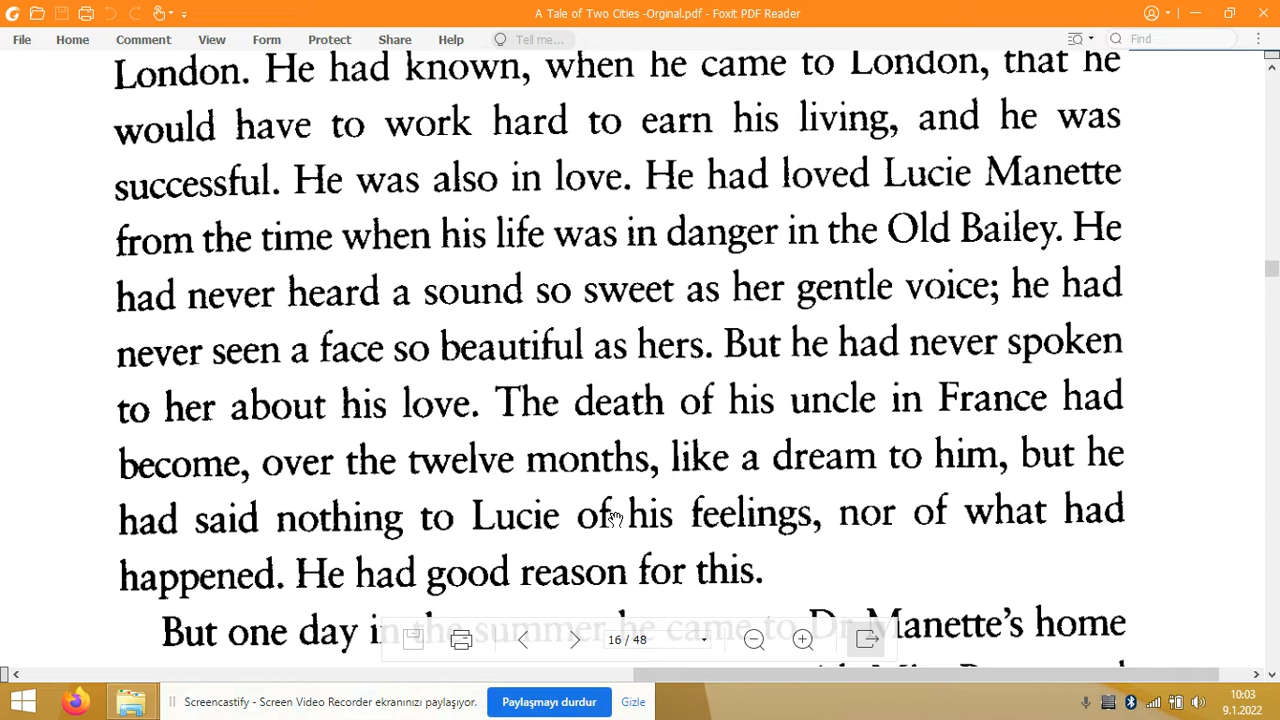 A Tale of Two Cities -Orginal.pdf - Foxit PDF Reader
File Home Comment View Form Protect Share Help Tell me... Find
London. He had known, when he came to London, that he
would have to work hard to earn his living, and he was
successful. He was also in love. He had loved Lucie Manette
from the time when his life was in danger in the Old Bailey. He
had never heard a sound so sweet as her gentle voice; he had
never seen a face so beautiful as hers. But he had never spoken
to her about his love. The death of his uncle in France had
become, over the twelve months, like a dream to him, but he
had said nothing to Lucie of his feelings, nor of what had
happened. He had good reason for this.
But one day in the summer he came to Dr Manette's home
16 / 48
Screencastify - Screen Video Recorder ekranınızı paylaşıyor. Paylaşmayı durdur Gizle
10:03
9.1.2022